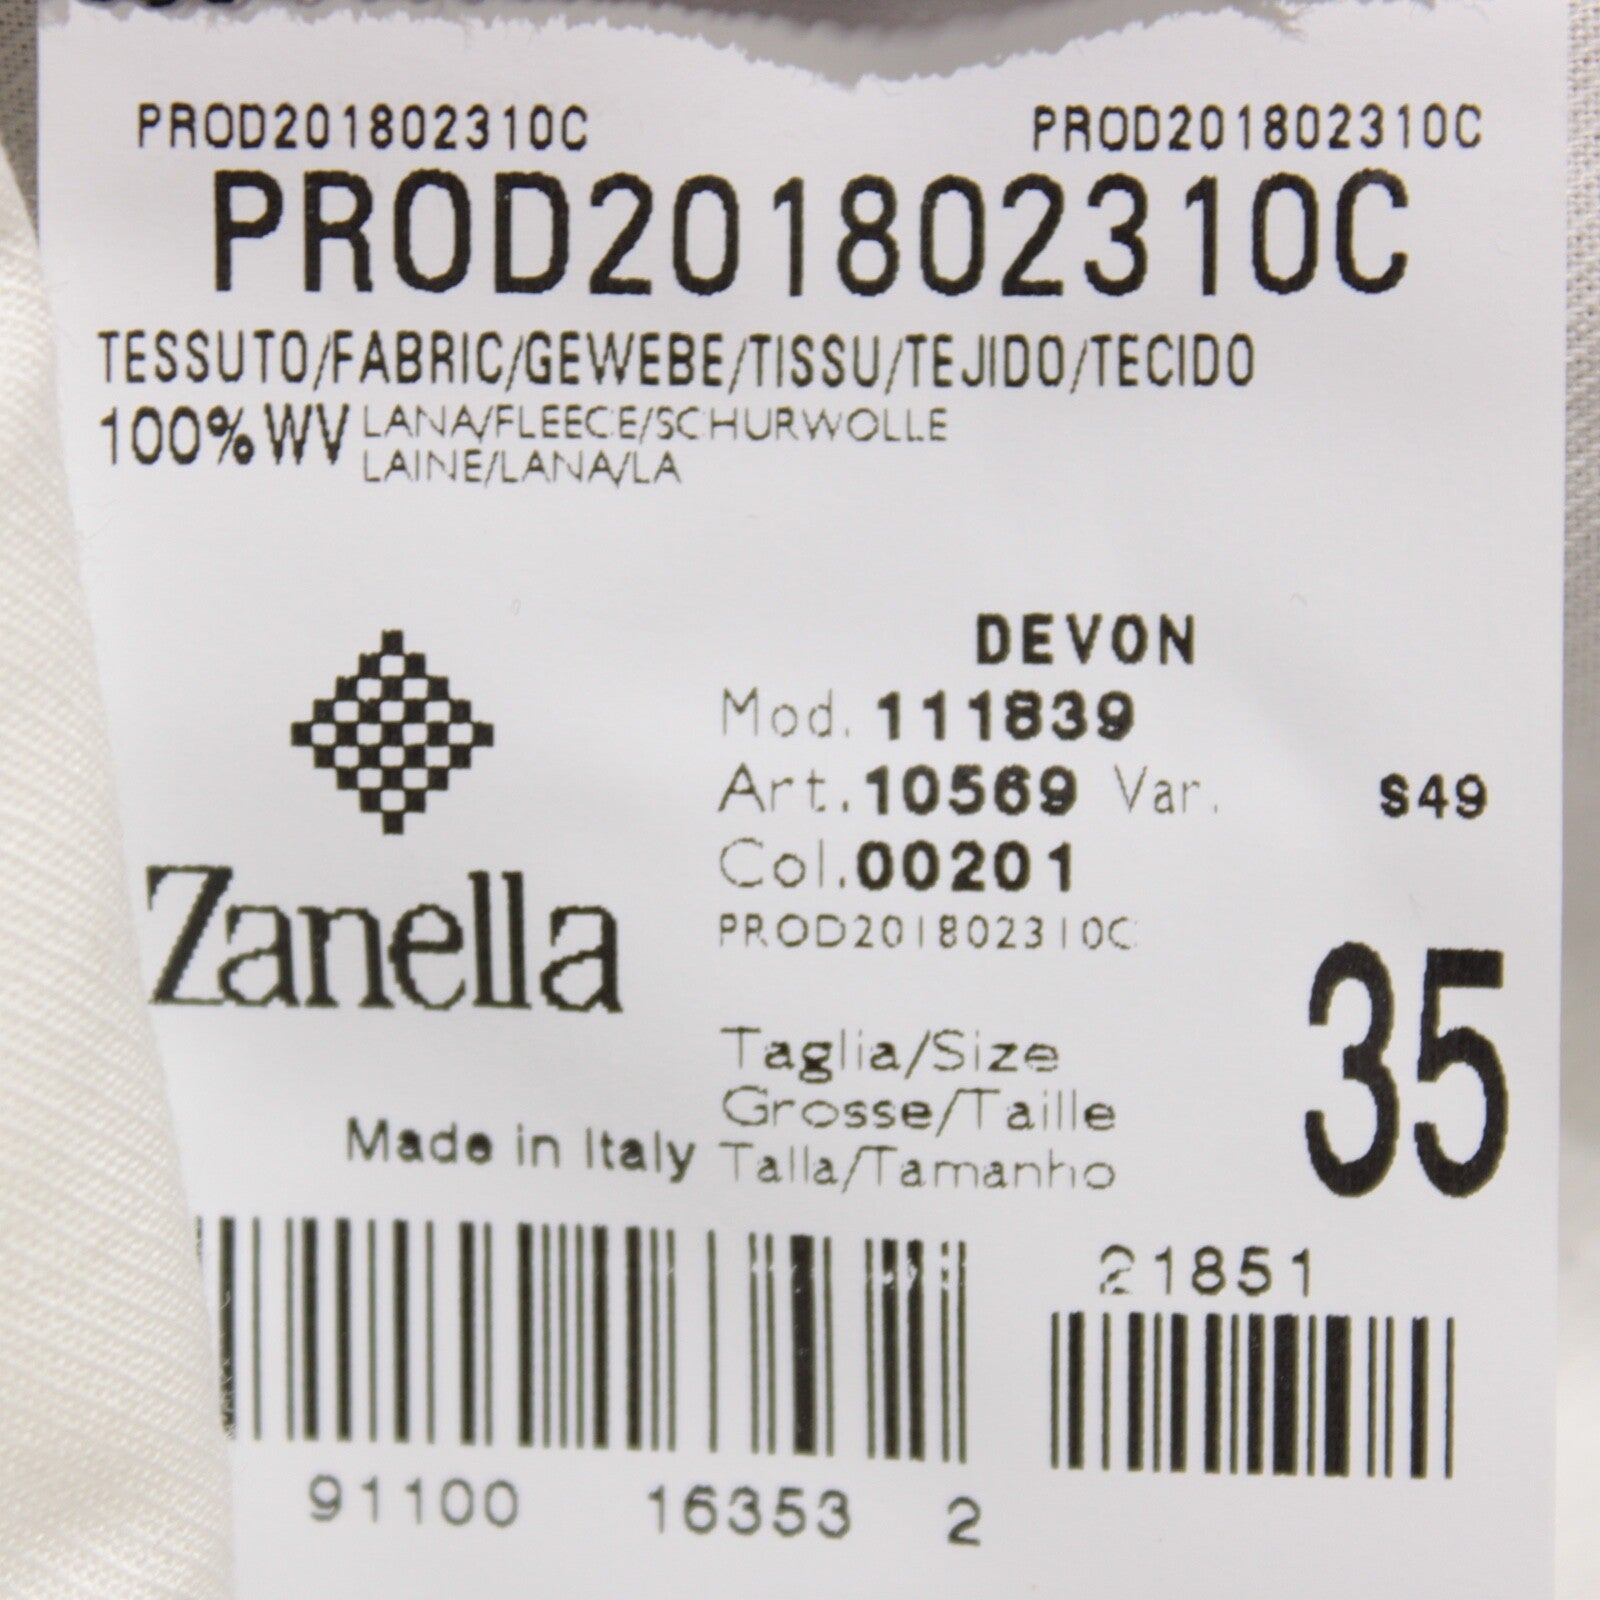 PROD201802310C PROD201802310C
PROD201802310C
TESSUTO/FABRIC/GEWEBE/TISSU/TEJIDO/TECIDO
100% WV LANA/FLEECE/SCHURWOLLE
LAINE/LANA/LA
DEVON
Mod. 111839
Art. 10569 Var. S49
Col. 00201
PROD201802310C
Zanella
35
Taglia/Size
Grosse/Taille
Talla/Tamanho
Made in Italy
21851
91100 16353 2